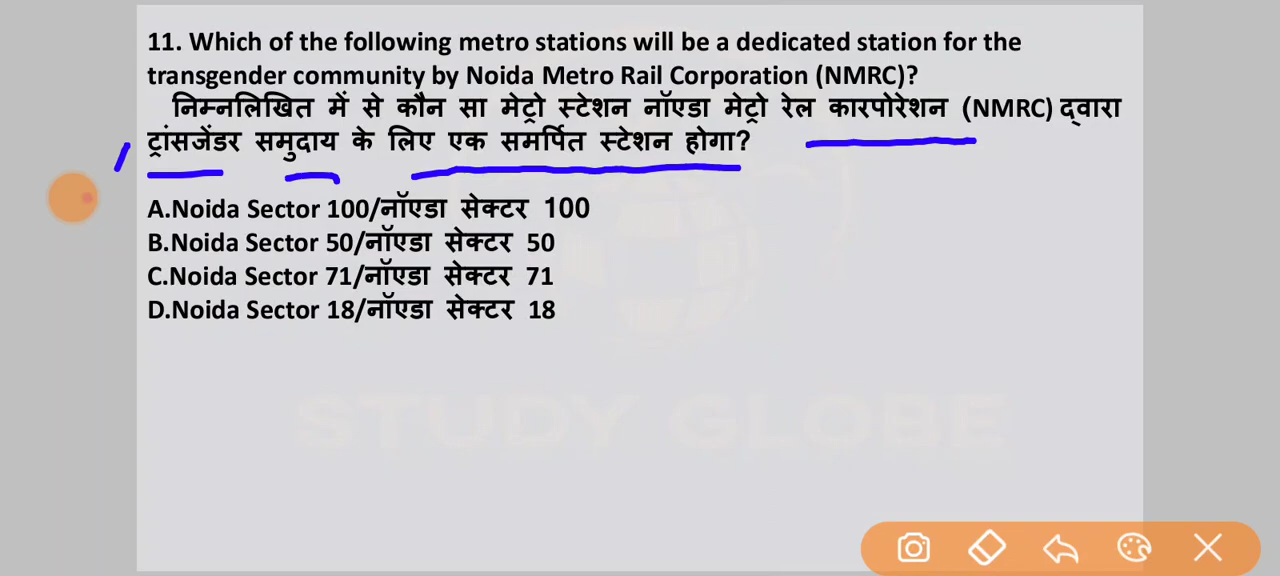 11. Which of the following metro stations will be a dedicated station for the
transgender community by Noida Metro Rail Corporation (NMRC)?
निम्नलिखित में से कौन सा मेट्रो स्टेशन नॉएडा मेट्रो रेल कारपोरेशन (NMRC) द्वारा
ट्रांसजेंडर समुदाय के लिए एक समर्पित स्टेशन होगा?
A.Noida Sector 100/नॉएडा सेक्टर 100
B.Noida Sector 50/नॉएडा सेक्टर 50
C.Noida Sector 71/नॉएडा सेक्टर 71
D.Noida Sector 18/नॉएडा सेक्टर 18
STUDY GLOBE